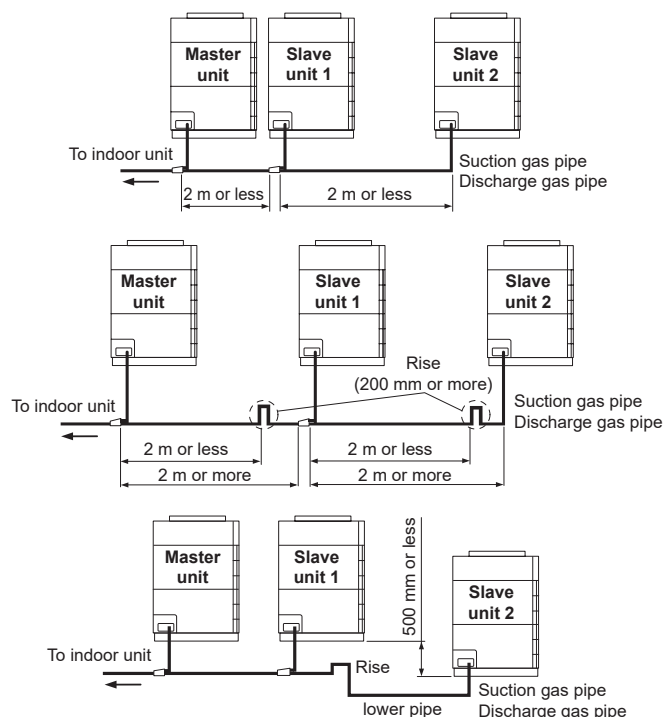 Master
unit
Slave
unit 1
Slave
unit 2
To indoor unit
2 m or less
2 m or less
Suction gas pipe
Discharge gas pipe
Master
unit
Slave
unit 1
Slave
unit 2
Rise
(200 mm or more)
To indoor unit
Suction gas pipe
Discharge gas pipe
2 m or less
2 m or less
2 m or more
2 m or more
Master
unit
Slave
unit 1
500 mm or less
Slave
unit 2
To indoor unit
Rise
lower pipe
Suction gas pipe
Discharge gas pipe